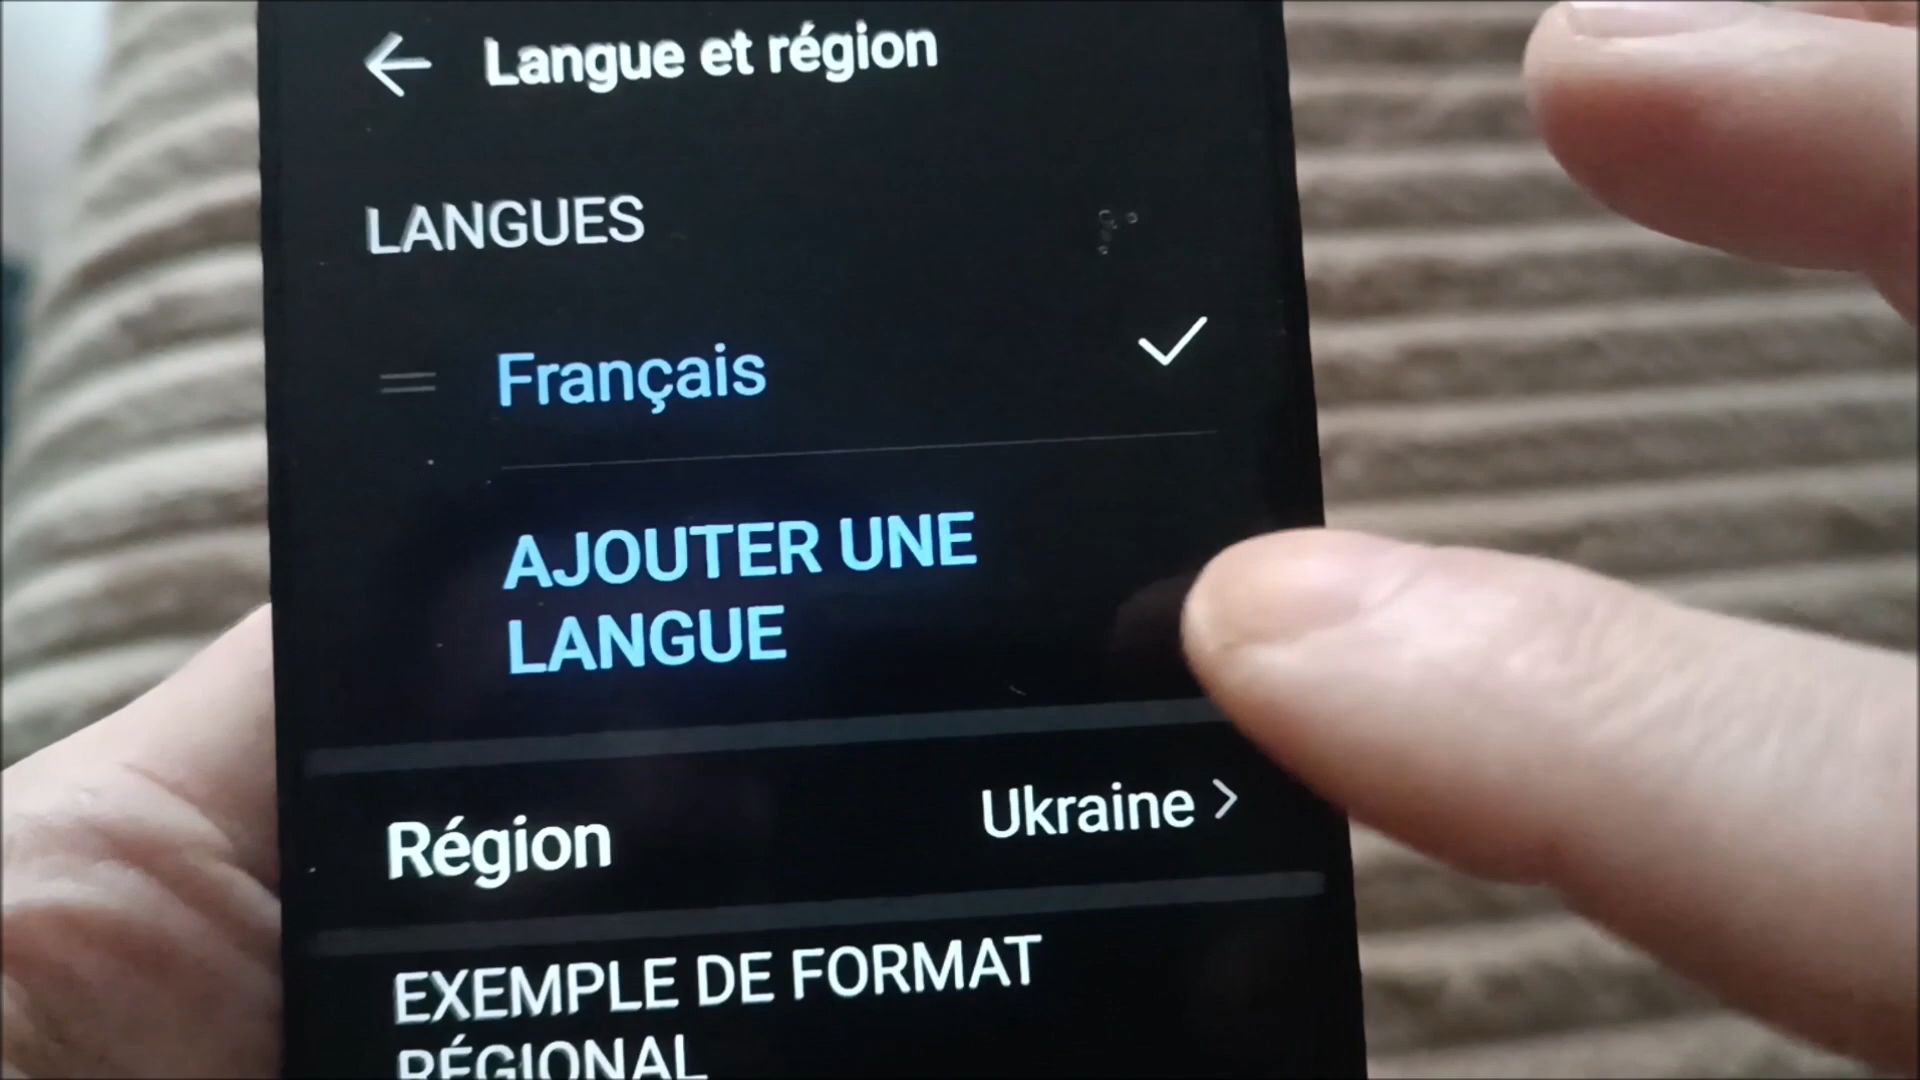 Langue et région
LANGUES
Français
AJOUTER UNE
LANGUE
Région
Ukraine
EXEMPLE DE FORMAT
RÉGIONAL